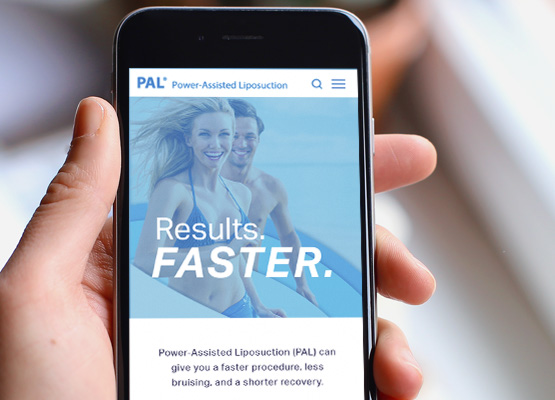 PAL® Power-Assisted Liposuction
Results.
FASTER.
Power-Assisted Liposuction (PAL) can
give you a faster procedure, less
bruising, and a shorter recovery.